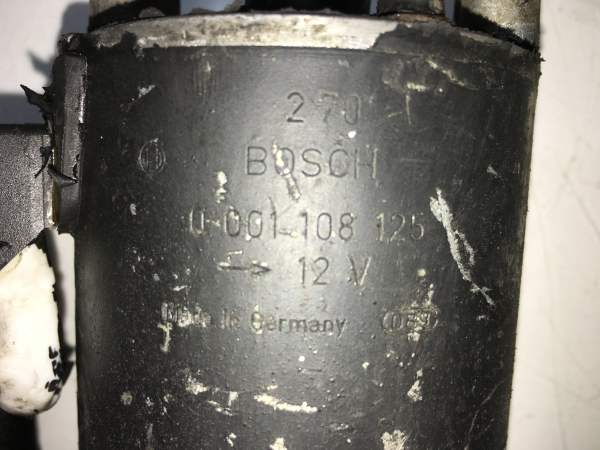 270
BOSCH
0 001 108 125
→ 12 V
Made in Germany